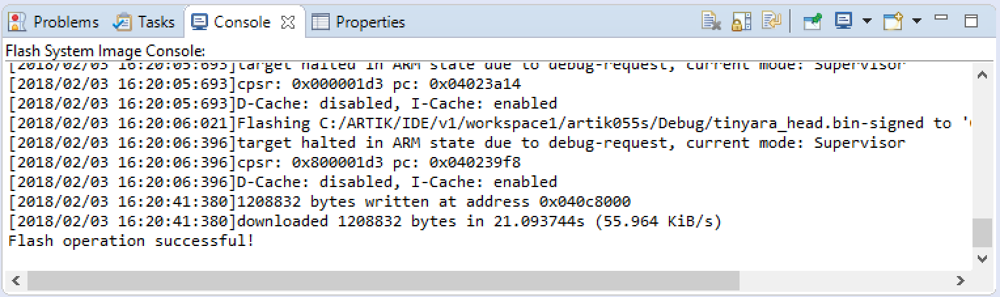 Problems Tasks Console Properties
Flash System Image Console:
[2018/02/03 16:20:05:693]target halted in ARM state due to debug-request, current mode: Supervisor
[2018/02/03 16:20:05:693]cpsr: 0x000001d3 pc: 0x04023a14
[2018/02/03 16:20:05:693]D-Cache: disabled, I-Cache: enabled
[2018/02/03 16:20:06:021]Flashing C:/ARTIK/IDE/v1/workspace1/artik055s/Debug/tinyara_head.bin-signed to '
[2018/02/03 16:20:06:396]target halted in ARM state due to debug-request, current mode: Supervisor
[2018/02/03 16:20:06:396]cpsr: 0x800001d3 pc: 0x040239f8
[2018/02/03 16:20:06:396]D-Cache: disabled, I-Cache: enabled
[2018/02/03 16:20:41:380]1208832 bytes written at address 0x040c8000
[2018/02/03 16:20:41:380]downloaded 1208832 bytes in 21.093744s (55.964 KiB/s)
Flash operation successful!